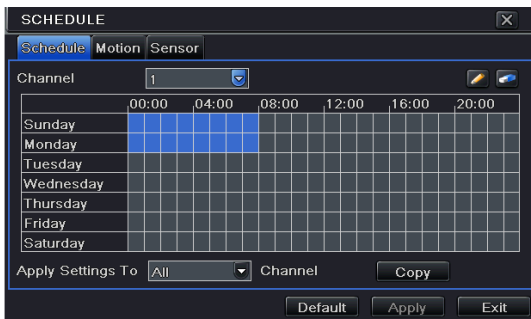 SCHEDULE
Schedule Motion Sensor
Channel 1
00:00 04:00 08:00 12:00 16:00 20:00
Sunday
Monday
Tuesday
Wednesday
Thursday
Friday
Saturday
Apply Settings To All Channel Copy
Default Apply Exit